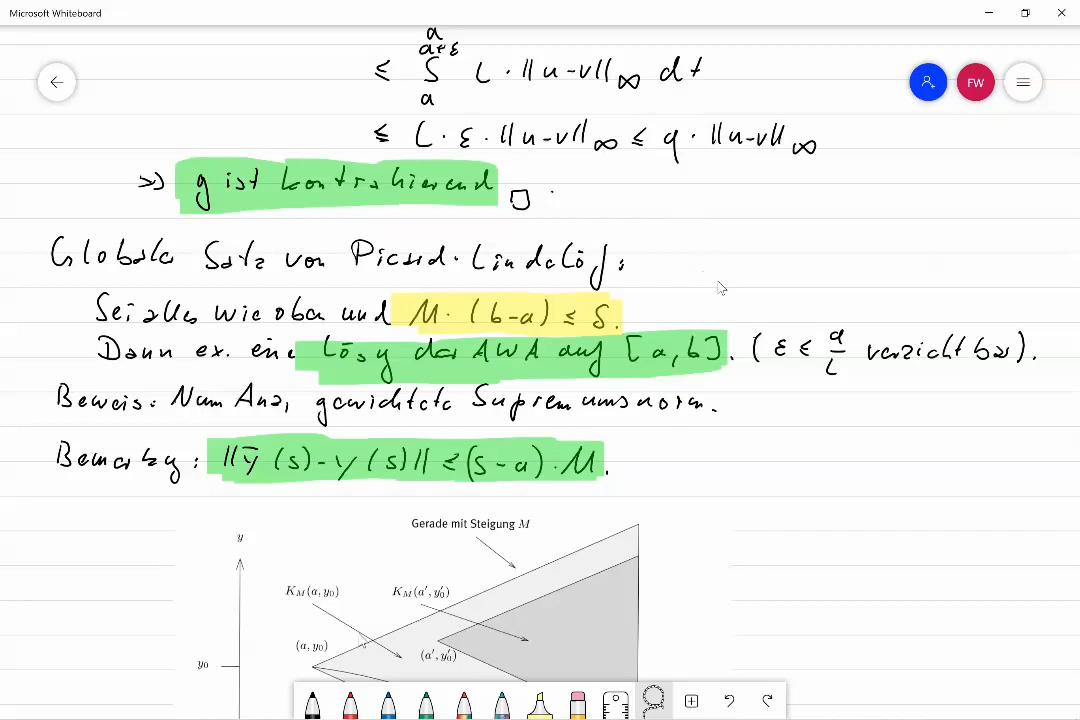 Microsoft Whiteboard
a
a+ε
≤ ∫ L · ||u-v||∞ dt
a
≤ L · ε · ||u-v||∞ ≤ q · ||u-v||∞
FW
=> g ist kontrahierend □.
Globaler Satz von Picard-Lindelöf:
Sei alles wie oben und M · (b-a) ≤ S.
Dann ex. eine Lösg der AWA auf [a, b]. (ε ≤ q/L verzichtbar).
Beweis: Num Ana, gewichtete Supremumsnorm.
Bemerkg: ||ȳ(s) - y(s)|| ≤ (s-a) · M.
Gerade mit Steigung M
y
K_M(a, y₀) K_M(a′, y′₀)
(a, y₀) (a′, y′₀)
y₀